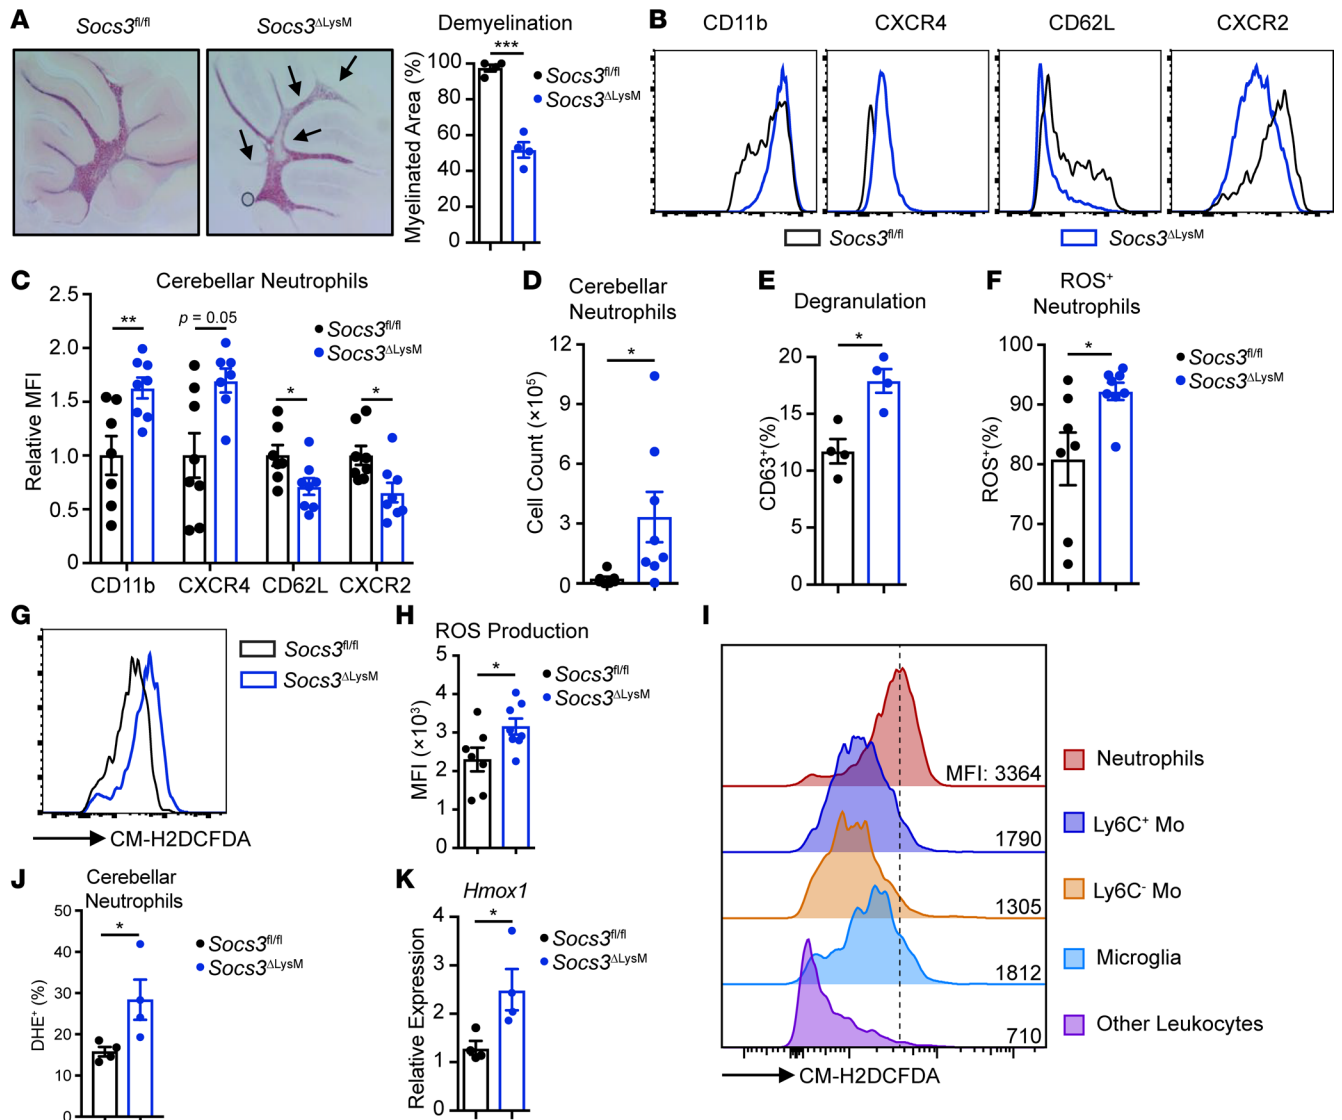 A
Socs3fl/fl
Socs3ΔLysM
Demyelination
***
Myelinated Area (%)
100
80
60
40
20
0
Socs3fl/fl
Socs3ΔLysM
B
CD11b
CXCR4
CD62L
CXCR2
Socs3fl/fl
Socs3ΔLysM
C
Cerebellar Neutrophils
Relative MFI
2.5
2.0
1.5
1.0
0.5
0
**
p = 0.05
*
*
Socs3fl/fl
Socs3ΔLysM
CD11b
CXCR4
CD62L
CXCR2
D
Cerebellar
Neutrophils
Cell Count (×10⁵)
12
9
6
3
0
*
E
Degranulation
CD63⁺(%)
20
15
10
5
0
*
F
ROS⁺
Neutrophils
ROS⁺(%)
100
90
80
70
60
*
Socs3fl/fl
Socs3ΔLysM
G
Socs3fl/fl
Socs3ΔLysM
CM-H2DCFDA
H
ROS Production
MFI (×10³)
5
4
3
2
1
0
*
Socs3fl/fl
Socs3ΔLysM
I
MFI: 3364
1790
1305
1812
710
Neutrophils
Ly6C⁺ Mo
Ly6C⁻ Mo
Microglia
Other Leukocytes
CM-H2DCFDA
J
Cerebellar
Neutrophils
DHE⁺ (%)
50
40
30
20
10
0
*
Socs3fl/fl
Socs3ΔLysM
K
Hmox1
Relative Expression
4
3
2
1
0
*
Socs3fl/fl
Socs3ΔLysM